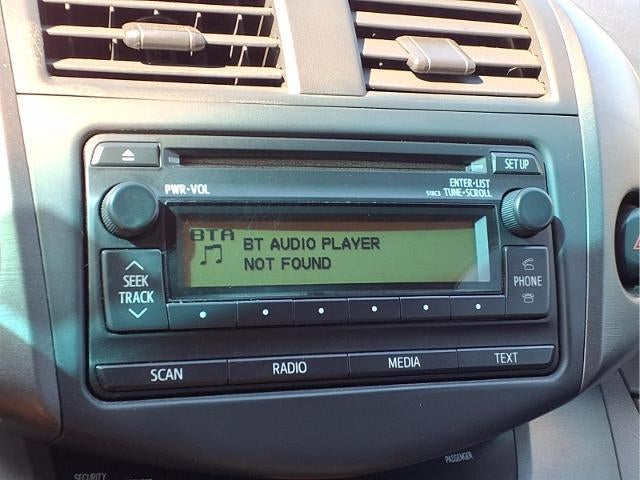 SET UP
PWR•VOL
ENTER•LIST
518C3 TUNE•SCROLL
BTA BT AUDIO PLAYER
NOT FOUND
SEEK
TRACK
PHONE
SCAN
RADIO
MEDIA
TEXT
SECURITY
PASSENGER